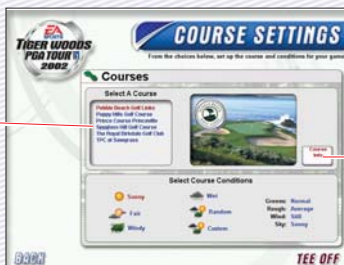 EA
SPORTS
TIGER WOODS
PGA TOUR
2002
COURSE SETTINGS
From the choices below, set up the course and conditions for your game
Courses
Select A Course
Pebble Beach Golf Links
Poppy Hills Golf Course
Prince Course Princeville
Spyglass Hill Golf Course
The Royal Birkdale Golf Club
TPC at Sawgrass
Course
Info
Select Course Conditions
Sunny
Fair
Windy
Wet
Random
Custom
Greens: Normal
Rough: Average
Wind: Still
Sky: Sunny
BACK
TEE OFF